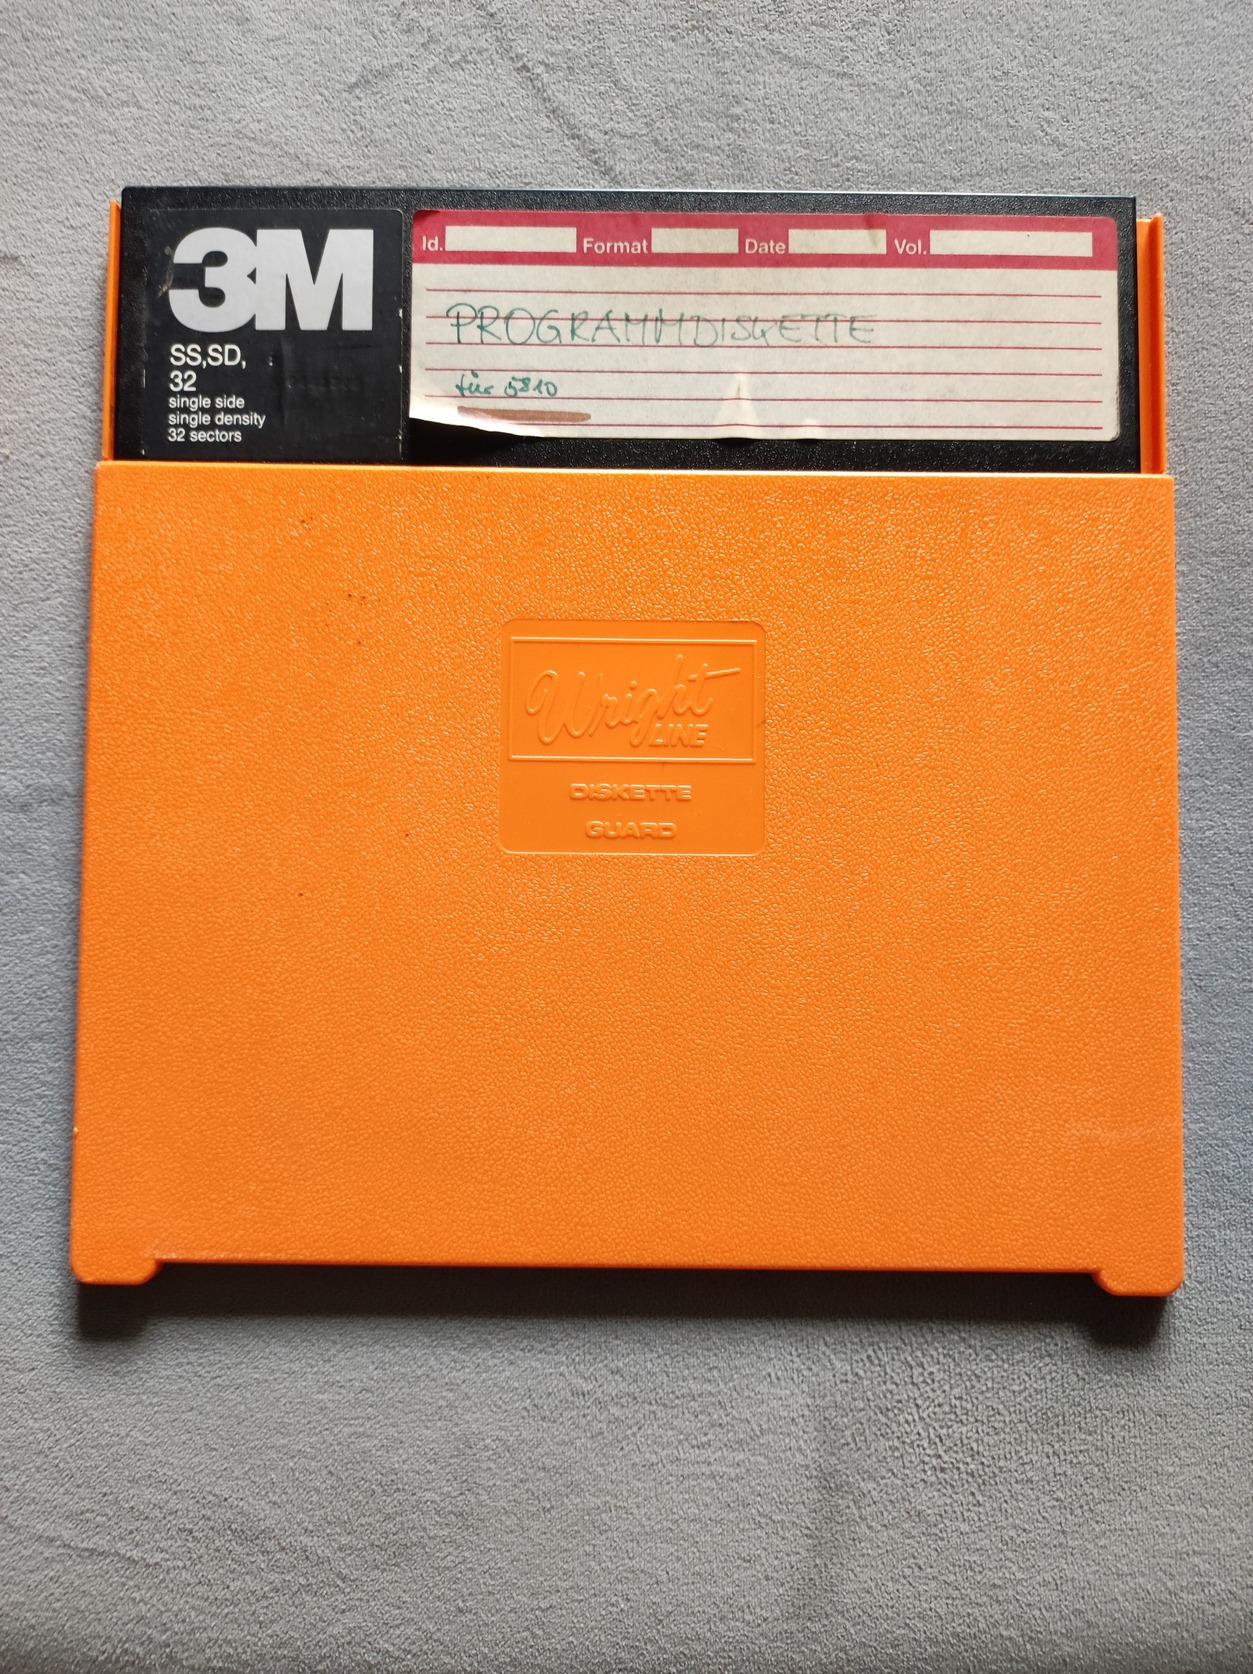 3M
SS,SD,
32
single side
single density
32 sectors
Id. Format Date Vol.
PROGRAMMDISKETTE
für 5810
Wright
LINE
DISKETTE
GUARD